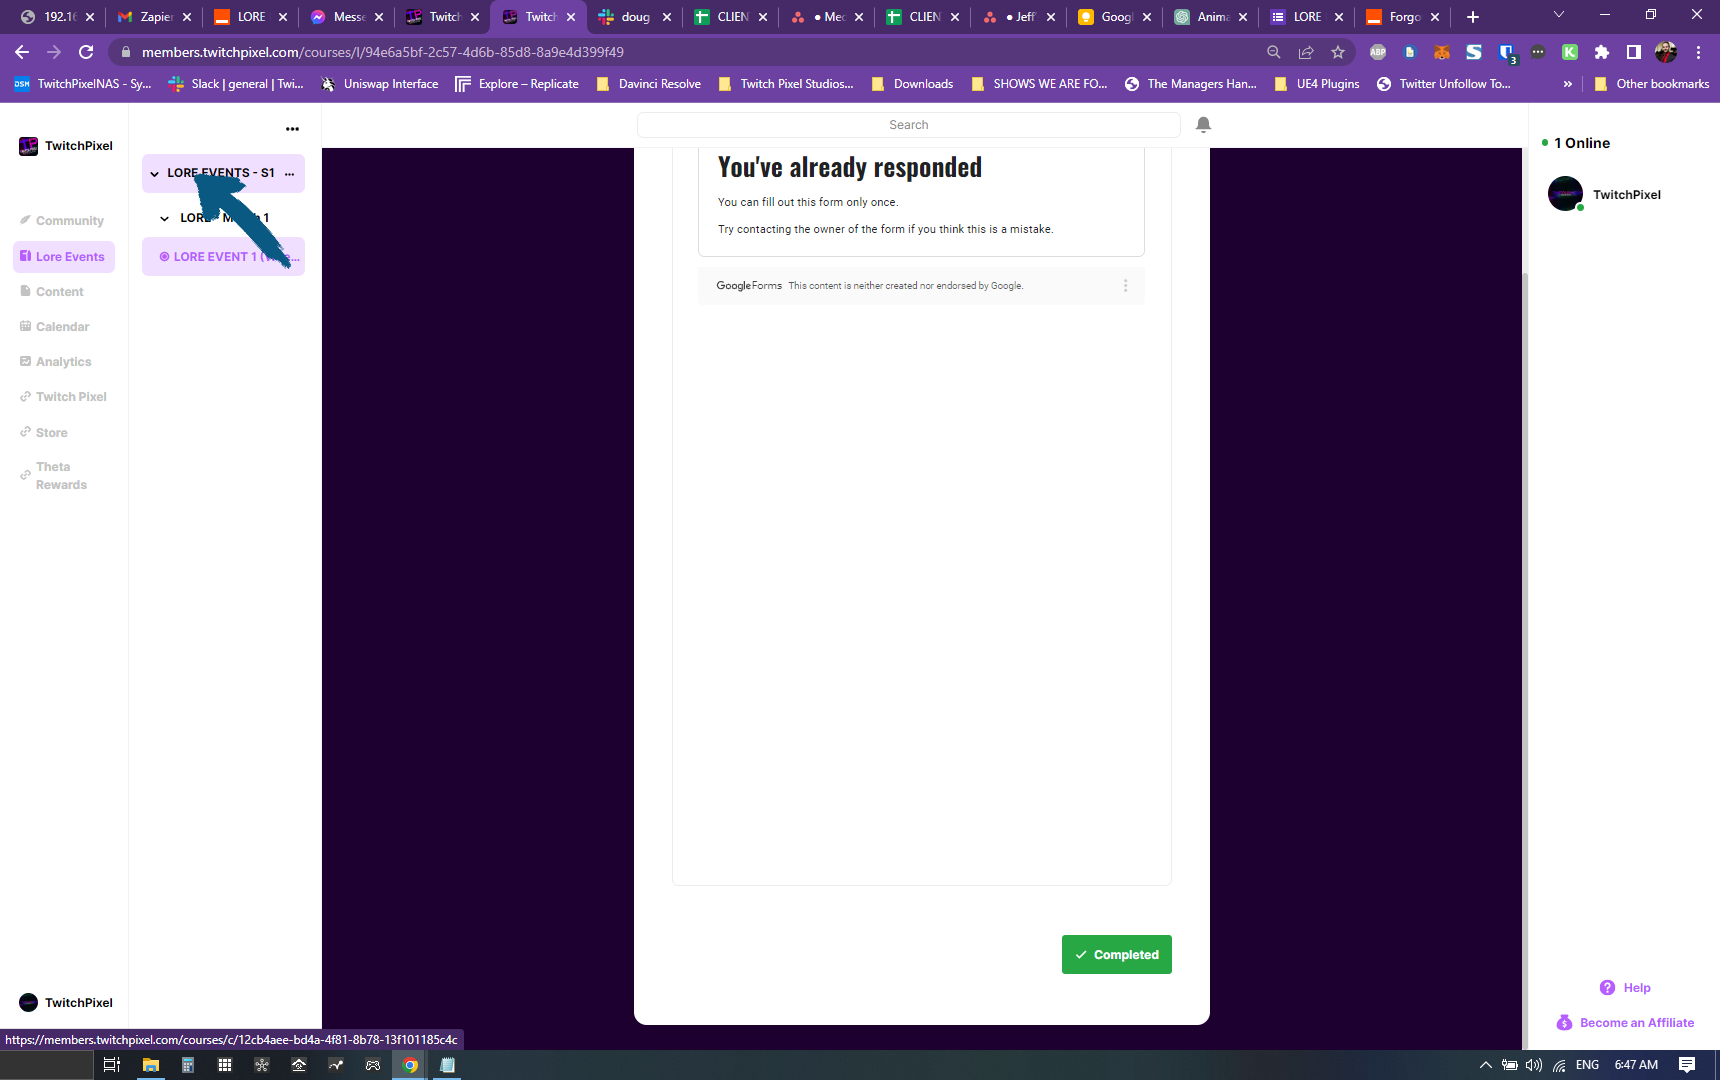 192.16
Zapier
LORE
Messe
Twitch
Twitch
doug
CLIEN
• Mec
CLIEN
• Jeff
Googl
Anima
LORE
Forgo
members.twitchpixel.com/courses/l/94e6a5bf-2c57-4d6b-85d8-8a9e4d399f49
ABP
3
DSM TwitchPixelNAS - Sy...
Slack | general | Twi...
Uniswap Interface
Explore – Replicate
Davinci Resolve
Twitch Pixel Studios...
Downloads
SHOWS WE ARE FO...
The Managers Han...
UE4 Plugins
Twitter Unfollow To...
»
Other bookmarks
TwitchPixel
Community
Lore Events
Content
Calendar
Analytics
Twitch Pixel
Store
Theta
Rewards
TwitchPixel
LORE EVENTS - S1
LORE - 1
LORE EVENT 1
Search
You've already responded
You can fill out this form only once.
Try contacting the owner of the form if you think this is a mistake.
Google Forms This content is neither created nor endorsed by Google.
Completed
1 Online
TwitchPixel
Help
Become an Affiliate
https://members.twitchpixel.com/courses/c/12cb4aee-bd4a-4f81-8b78-13f101185c4c
ENG
6:47 AM